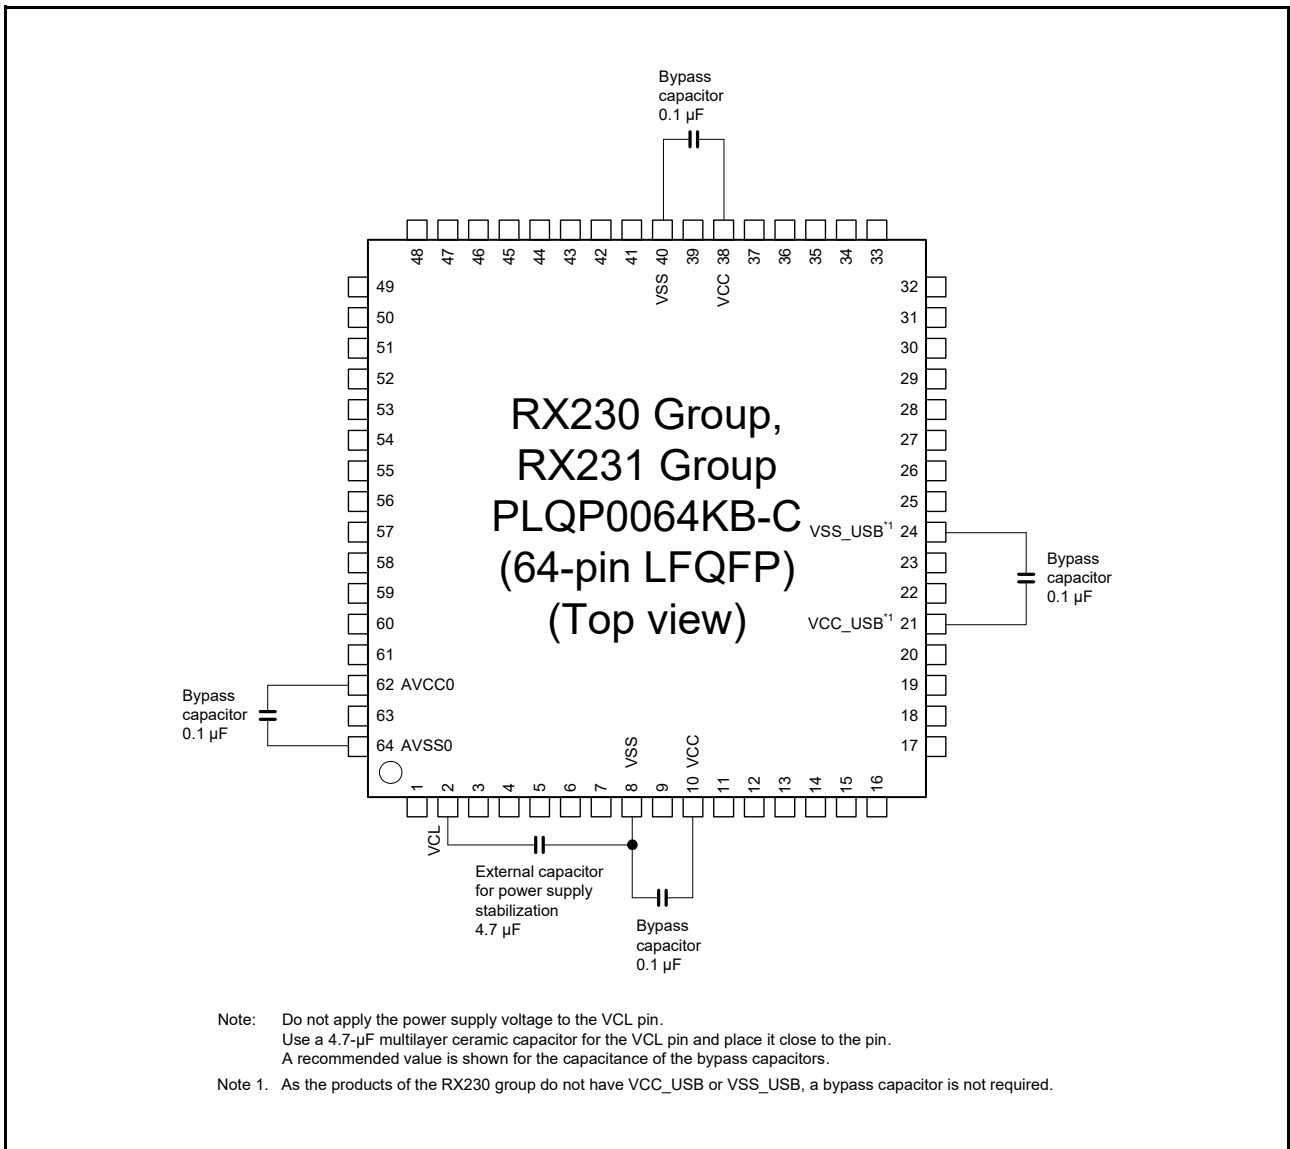 Bypass
capacitor
0.1 µF
48 47 46 45 44 43 42 41 40 39 38 37 36 35 34 33
VSS VCC
49
50
51
52
53
54
55
56
57
58
59
60
61
62 AVCC0
63
64 AVSS0
32
31
30
29
28
27
26
25
VSS_USB*1 24
23
22
VCC_USB*1 21
20
19
18
17
RX230 Group,
RX231 Group
PLQP0064KB-C
(64-pin LFQFP)
(Top view)
Bypass
capacitor
0.1 µF
Bypass
capacitor
0.1 µF
VSS VCC
1 2 3 4 5 6 7 8 9 10 11 12 13 14 15 16
VCL
External capacitor
for power supply
stabilization
4.7 µF
Bypass
capacitor
0.1 µF
Note: Do not apply the power supply voltage to the VCL pin.
Use a 4.7-µF multilayer ceramic capacitor for the VCL pin and place it close to the pin.
A recommended value is shown for the capacitance of the bypass capacitors.
Note 1. As the products of the RX230 group do not have VCC_USB or VSS_USB, a bypass capacitor is not required.